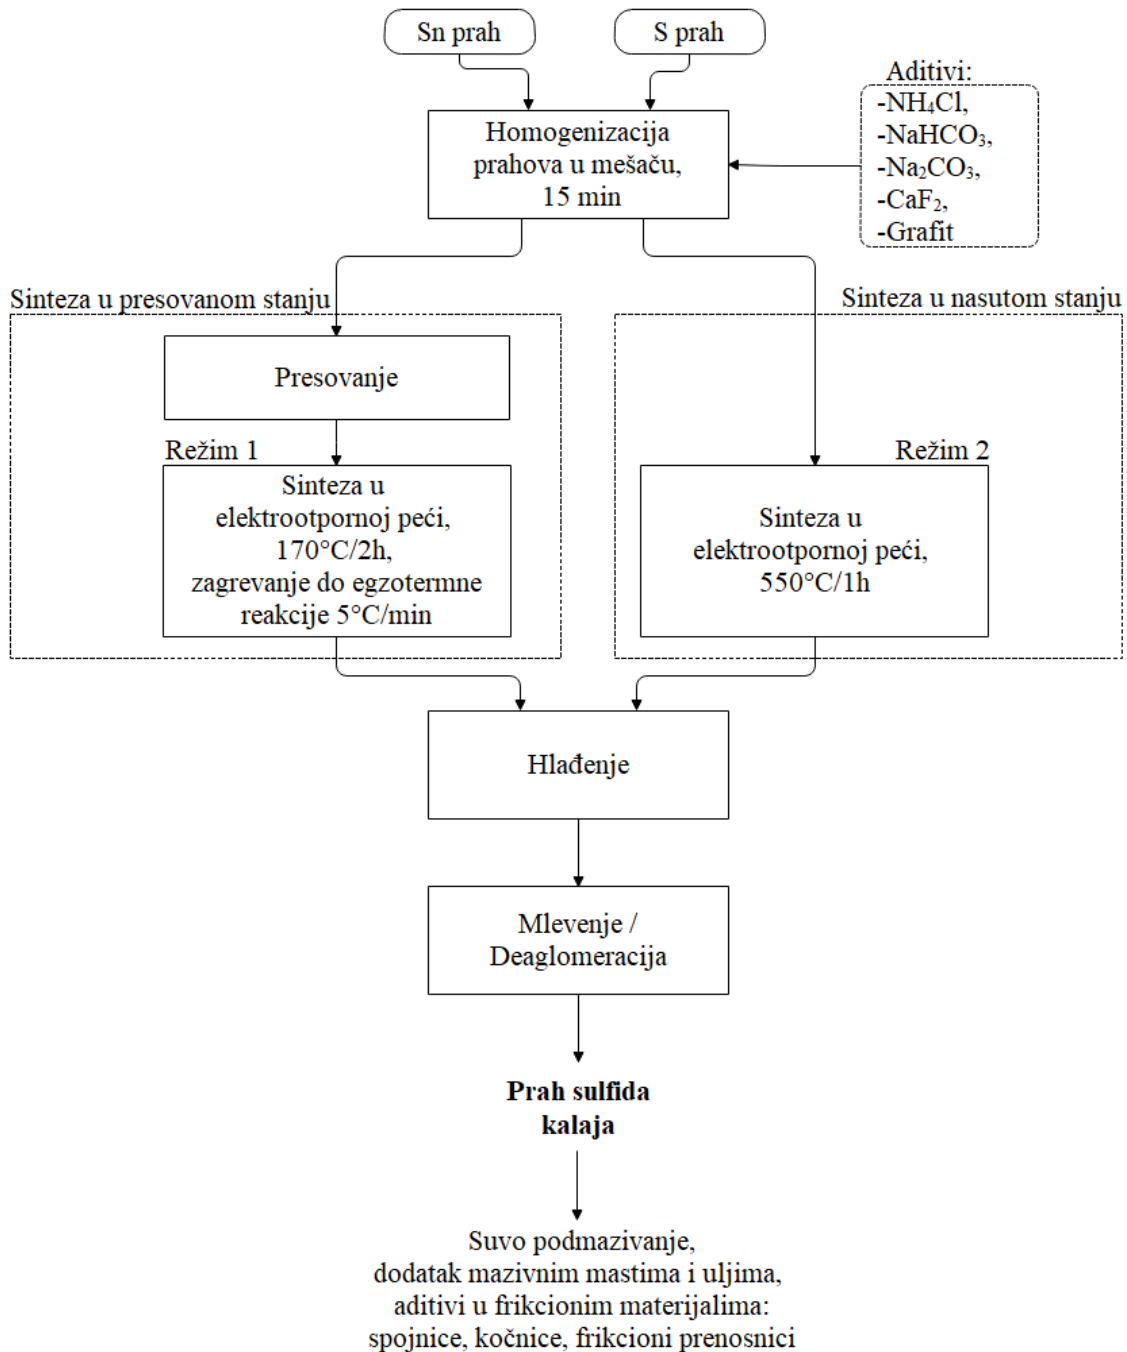 Sn prah
S prah
Aditivi:
-NH₄Cl,
-NaHCO₃,
-Na₂CO₃,
-CaF₂,
-Grafit
Homogenizacija
prahova u mešaču,
15 min
Sinteza u presovanom stanju
Presovanje
Režim 1
Sinteza u
elektrootpornoj peći,
170°C/2h,
zagrevanje do egzotermne
reakcije 5°C/min
Sinteza u nasutom stanju
Režim 2
Sinteza u
elektrootpornoj peći,
550°C/1h
Hlađenje
Mlevenje /
Deaglomeracija
Prah sulfida
kalaja
Suvo podmazivanje,
dodatak mazivnim mastima i uljima,
aditivi u frikcionim materijalima:
spojnice, kočnice, frikcioni prenosnici